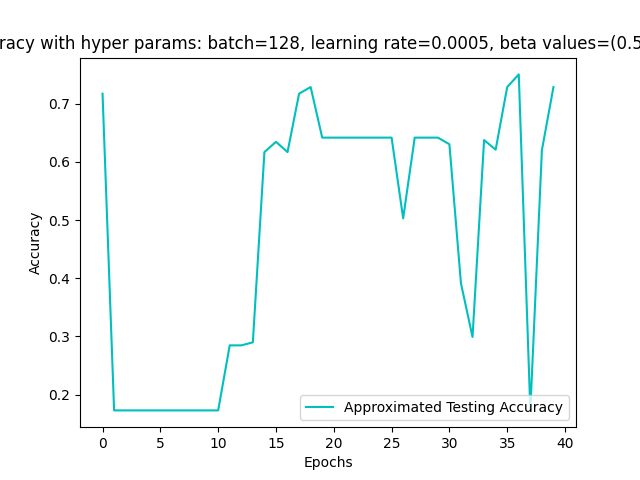 racy with hyper params: batch=128, learning rate=0.0005, beta values=(0.5
0.7
0.6
0.5
0.4
0.3
0.2
Accuracy
Approximated Testing Accuracy
0 5 10 15 20 25 30 35 40
Epochs